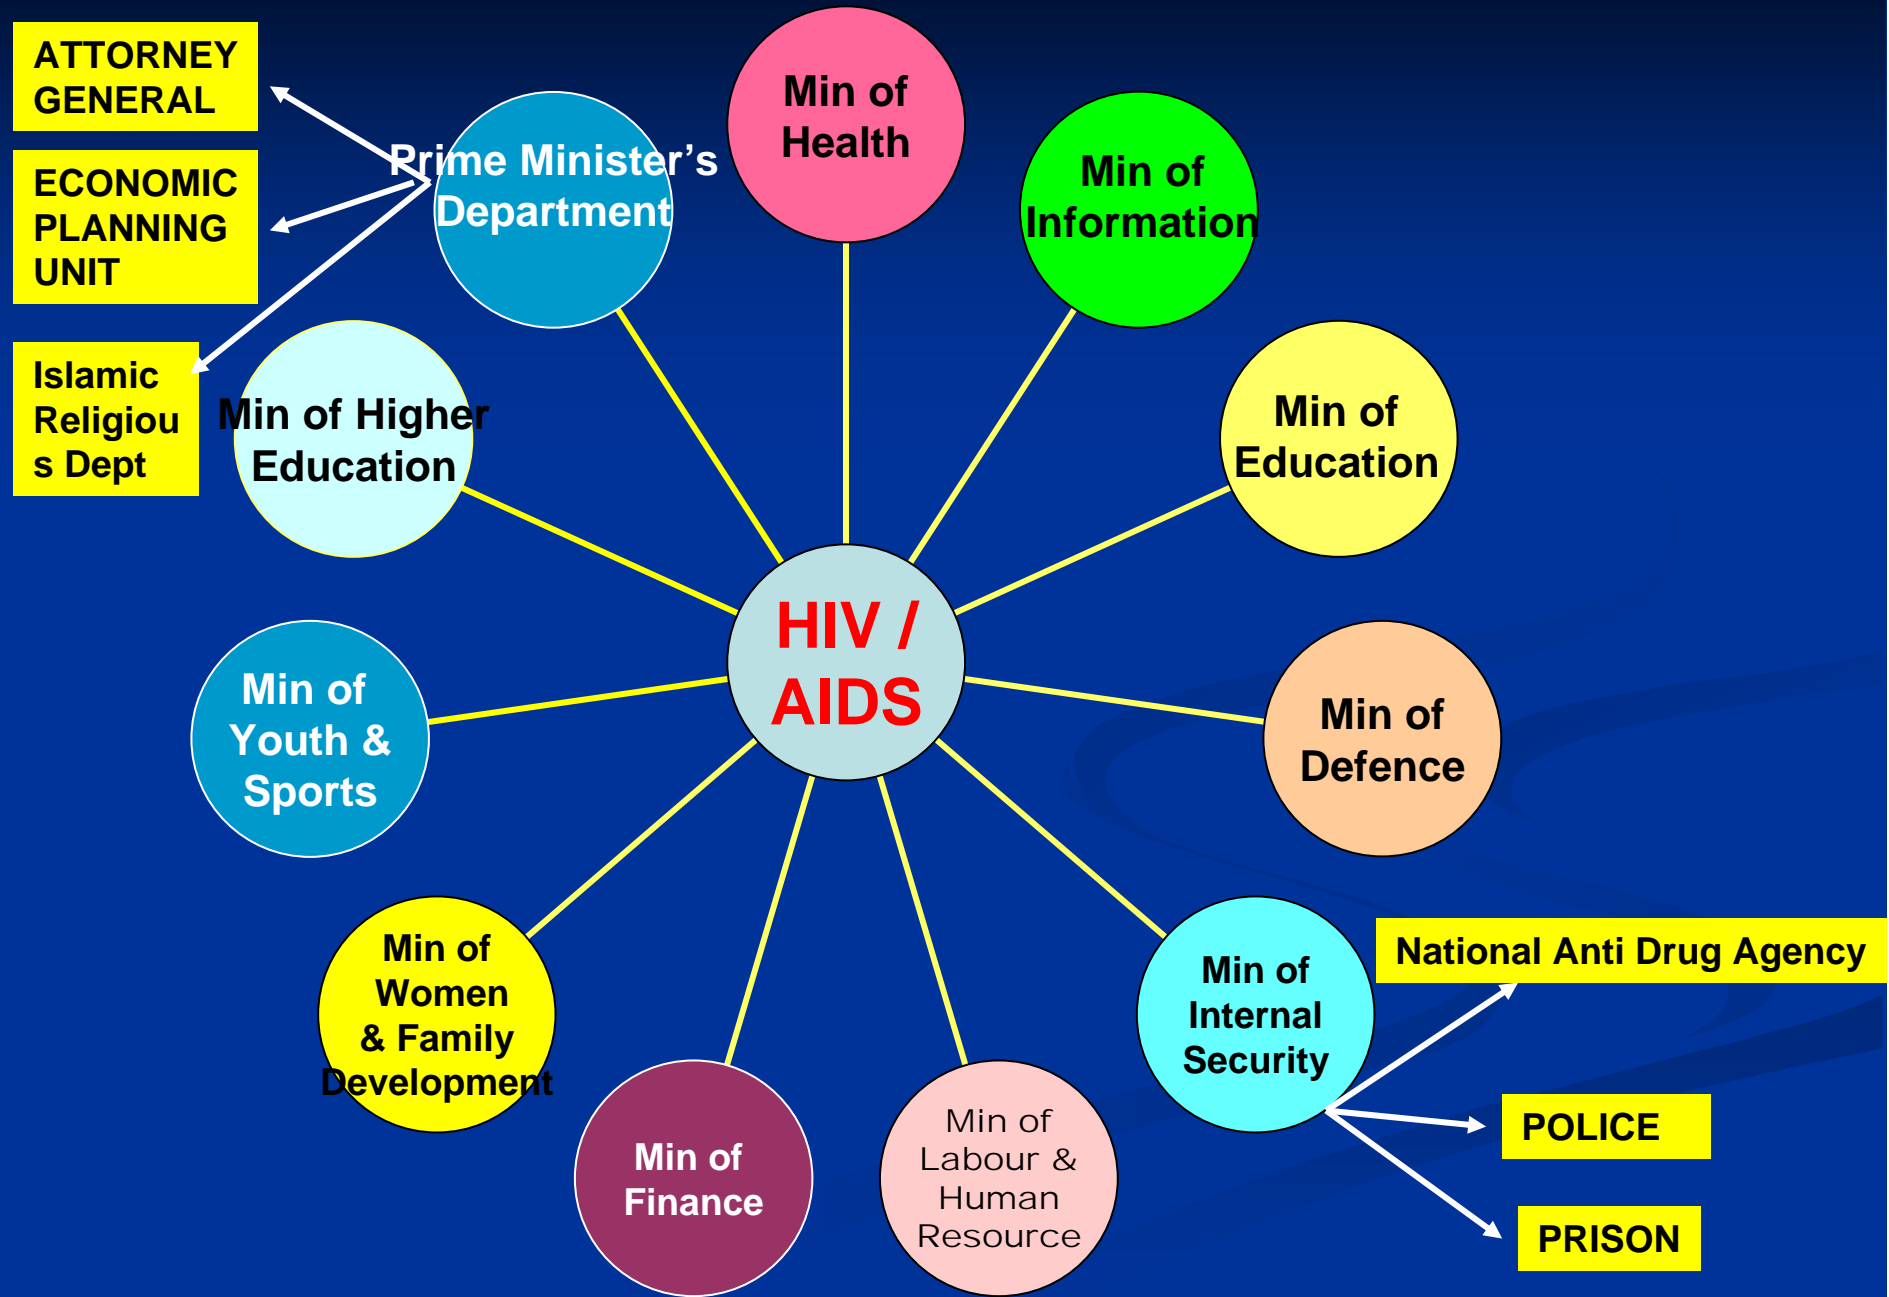 ATTORNEY
GENERAL
ECONOMIC
PLANNING
UNIT
Islamic
Religiou
s Dept
Prime Minister’s
Department
Min of
Health
Min of
Information
Min of Higher
Education
Min of
Education
HIV /
AIDS
Min of
Youth &
Sports
Min of
Defence
Min of
Women
& Family
Development
Min of
Internal
Security
National Anti Drug Agency
POLICE
PRISON
Min of
Finance
Min of
Labour &
Human
Resource